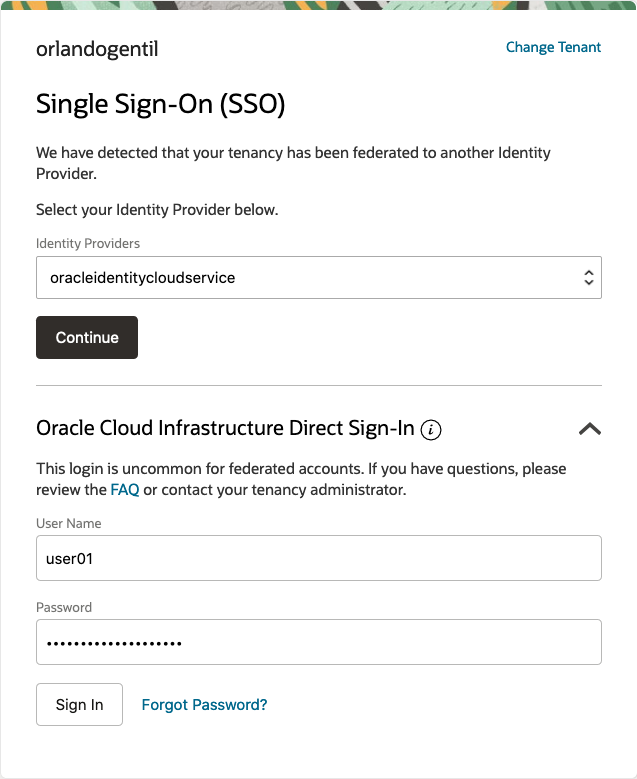 orlandogentil
Change Tenant
Single Sign-On (SSO)
We have detected that your tenancy has been federated to another Identity
Provider.
Select your Identity Provider below.
Identity Providers
oracleidentitycloudservice
Continue
Oracle Cloud Infrastructure Direct Sign-In i
This login is uncommon for federated accounts. If you have questions, please
review the FAQ or contact your tenancy administrator.
User Name
user01
Password
••••••••••••••••••••
Sign In
Forgot Password?